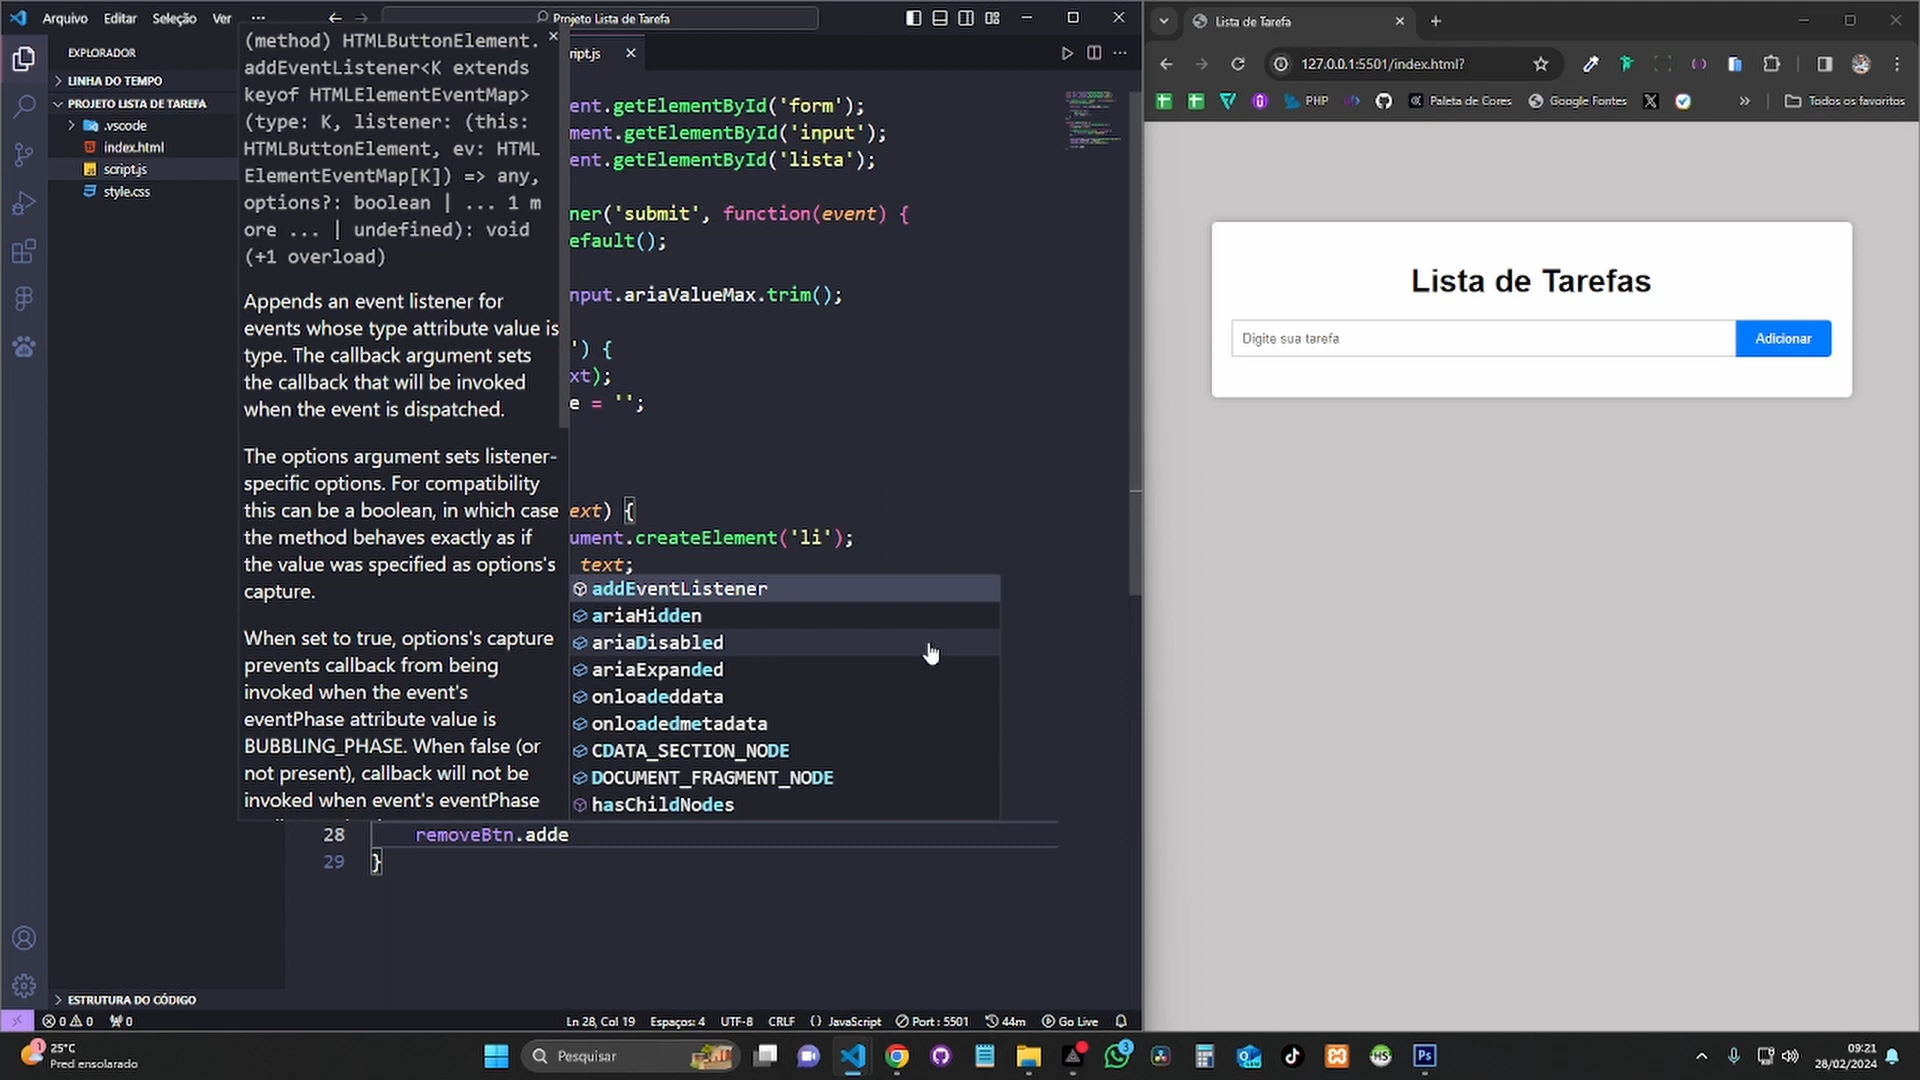 Arquivo Editar Seleção Ver ...
Projeto Lista de Tarefa
EXPLORADOR
LINHA DO TEMPO
PROJETO LISTA DE TAREFA
.vscode
index.html
script.js
style.css
ESTRUTURA DO CÓDIGO
(method) HTMLButtonElement.
addEventListener<K extends
keyof HTMLElementEventMap>
(type: K, listener: (this:
HTMLButtonElement, ev: HTML
ElementEventMap[K]) => any,
options?: boolean | ... 1 m
ore ... | undefined): void
(+1 overload)
Appends an event listener for
events whose type attribute value is
type. The callback argument sets
the callback that will be invoked
when the event is dispatched.
The options argument sets listener-
specific options. For compatibility
this can be a boolean, in which case
the method behaves exactly as if
the value was specified as options's
capture.
When set to true, options's capture
prevents callback from being
invoked when the event's
eventPhase attribute value is
BUBBLING_PHASE. When false (or
not present), callback will not be
invoked when event's eventPhase
ript.js
ent.getElementById('form');
ment.getElementById('input');
ent.getElementById('lista');
ner('submit', function(event) {
efault();
nput.ariaValueMax.trim();
') {
xt);
e = '';
ext) {
ument.createElement('li');
text;
addEventListener
ariaHidden
ariaDisabled
ariaExpanded
onloadeddata
onloadedmetadata
CDATA_SECTION_NODE
DOCUMENT_FRAGMENT_NODE
hasChildNodes
28 removeBtn.adde
29 }
0 0 0 Ln 28, Col 19 Espaços: 4 UTF-8 CRLF {} JavaScript Port : 5501 44m Go Live
Lista de Tarefa
127.0.0.1:5501/index.html?
PHP Paleta de Cores Google Fontes » Todos os favoritos
Lista de Tarefas
Digite sua tarefa
Adicionar
1 25°C
Pred ensolarado
Pesquisar
3
Ps
09:21
28/02/2024